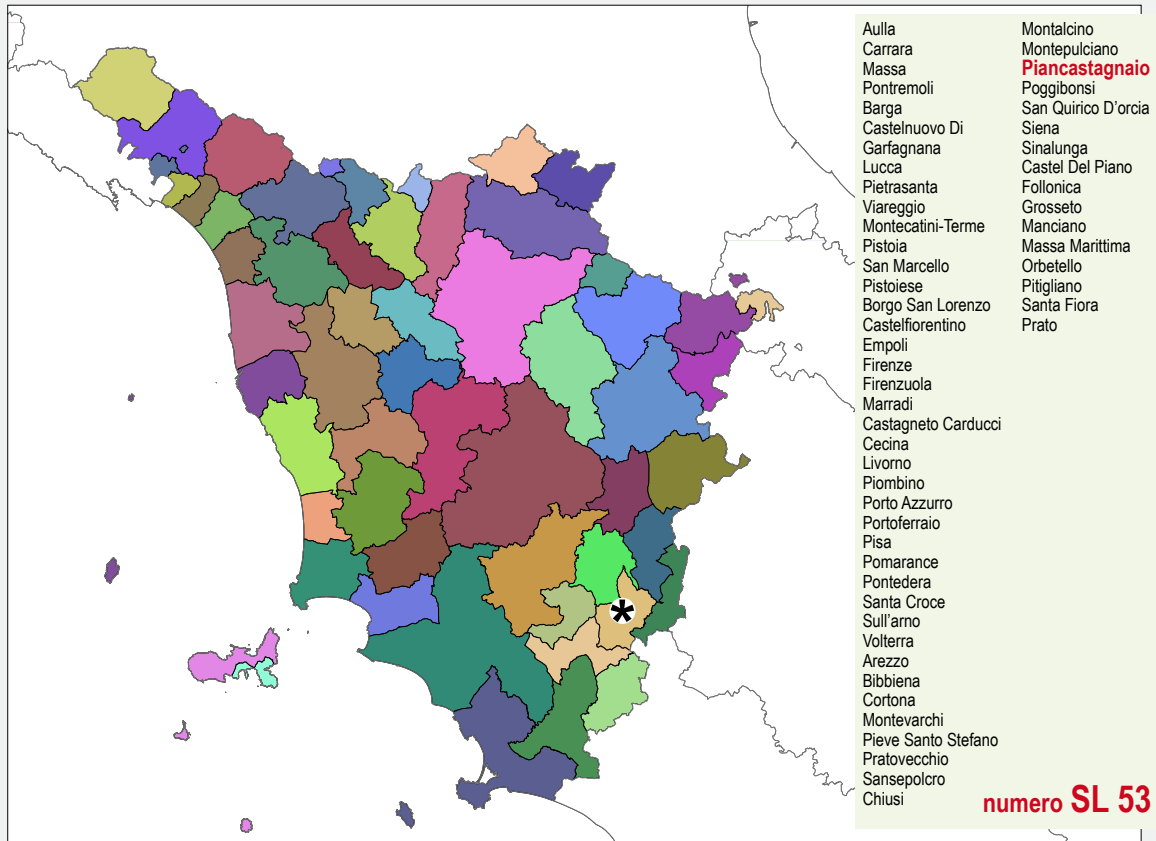 Aulla
Carrara
Massa
Pontremoli
Barga
Castelnuovo Di
Garfagnana
Lucca
Pietrasanta
Viareggio
Montecatini-Terme
Pistoia
San Marcello
Pistoiese
Borgo San Lorenzo
Castelfiorentino
Empoli
Firenze
Firenzuola
Marradi
Castagneto Carducci
Cecina
Livorno
Piombino
Porto Azzurro
Portoferraio
Pisa
Pomarance
Pontedera
Santa Croce
Sull'arno
Volterra
Arezzo
Bibbiena
Cortona
Montevarchi
Pieve Santo Stefano
Pratovecchio
Sansepolcro
Chiusi
Montalcino
Montepulciano
Piancastagnaio
Poggibonsi
San Quirico D'orcia
Siena
Sinalunga
Castel Del Piano
Follonica
Grosseto
Manciano
Massa Marittima
Orbetello
Pitigliano
Santa Fiora
Prato
numero SL 53
*